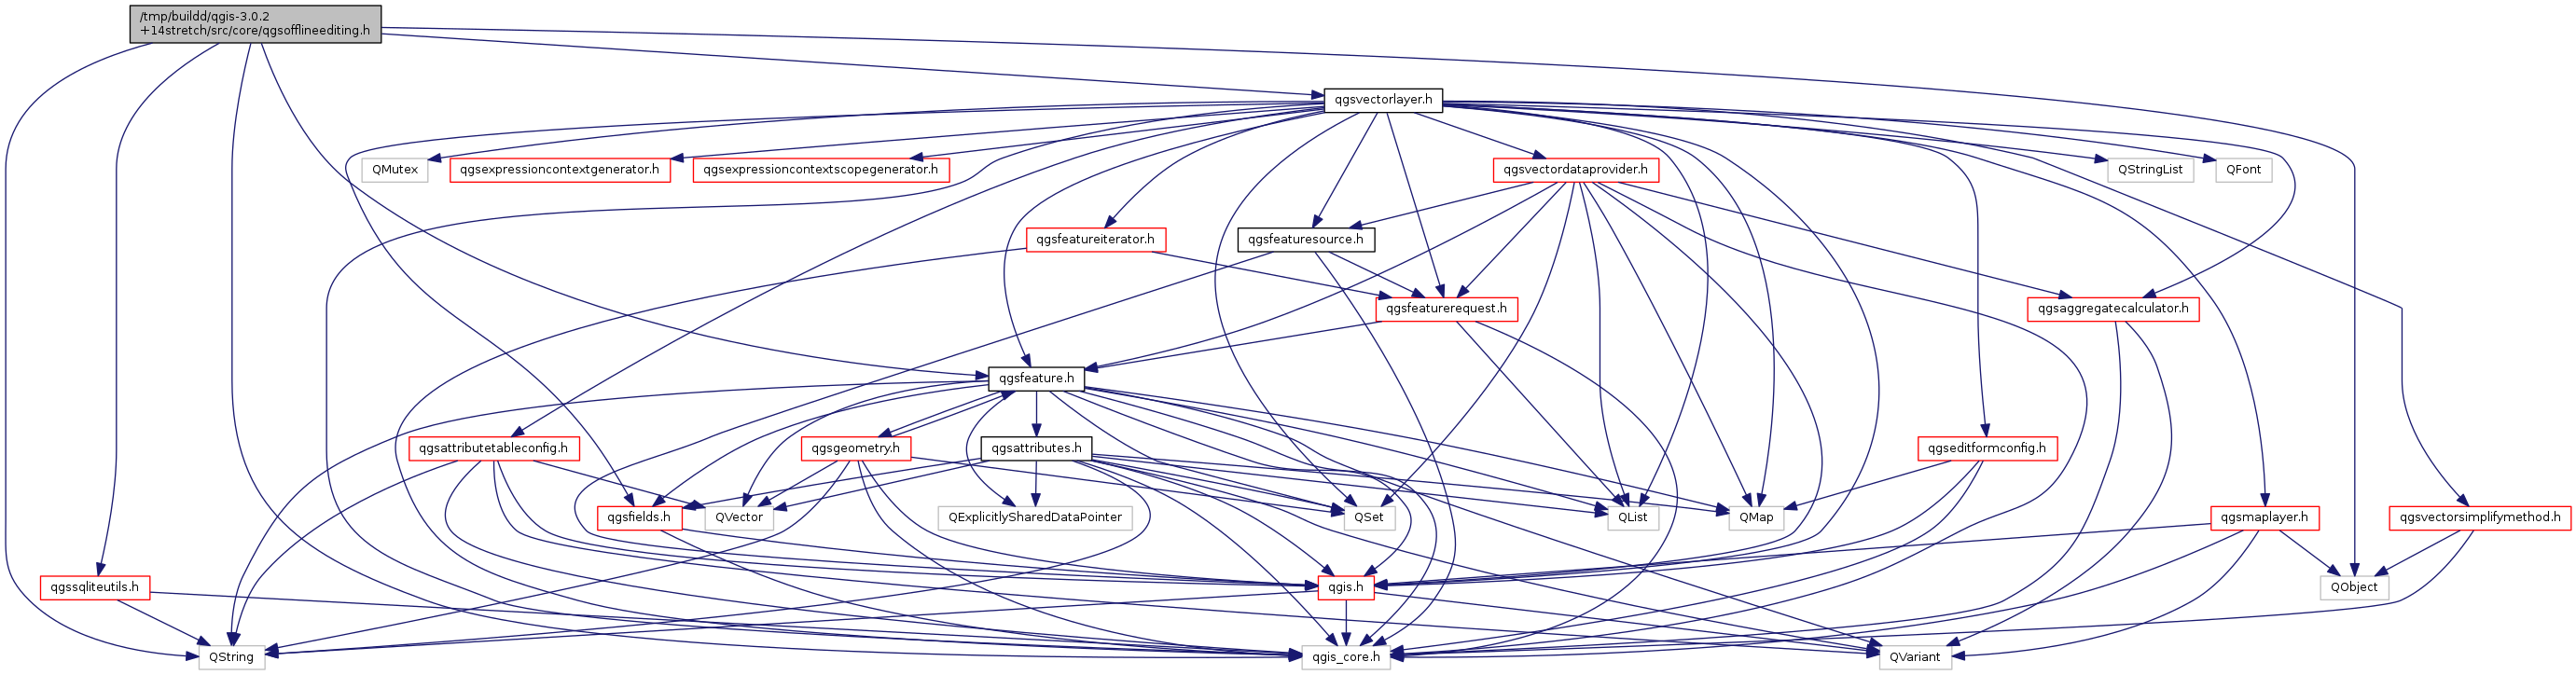 /tmp/buildd/qgis-3.0.2
+14stretch/src/core/qgsofflineediting.h
qgsvectorlayer.h
QMutex
qgsexpressioncontextgenerator.h
qgsexpressioncontextscopegenerator.h
qgsvectordataprovider.h
QStringList
QFont
qgsfeatureiterator.h
qgsfeaturesource.h
qgsfeaturerequest.h
qgsaggregatecalculator.h
qgsfeature.h
qgsattributetableconfig.h
qgsgeometry.h
qgsattributes.h
qgseditformconfig.h
qgsfields.h
QVector
QExplicitlySharedDataPointer
QSet
QList
QMap
qgsmaplayer.h
qgsvectorsimplifymethod.h
qgssqliteutils.h
qgis.h
QObject
QString
qgis_core.h
QVariant